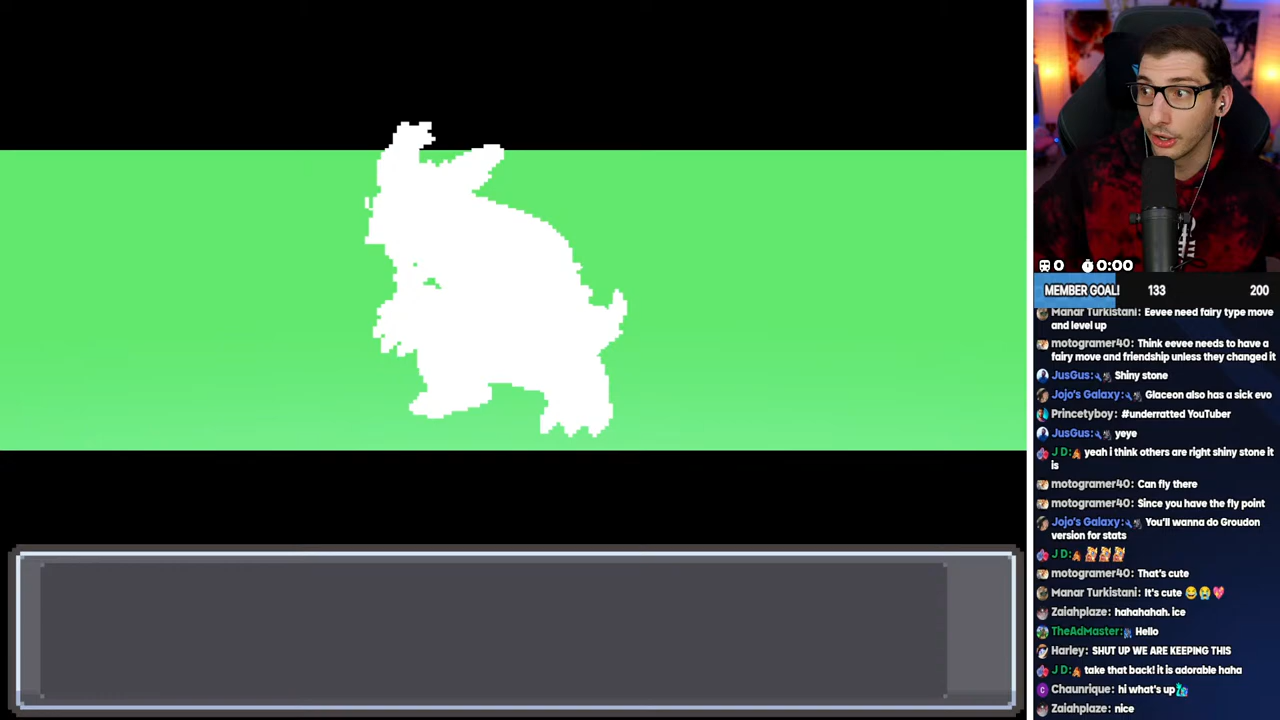 0 0:00
MEMBER GOAL! 133 200
Manar Turkistani: Eevee need fairy type move
and level up
motogramer40: Think eevee needs to have a
fairy move and friendship unless they changed it
JusGus: Shiny stone
Jojo's Galaxy: Glaceon also has a sick evo
Princetyboy: #underratted YouTuber
JusGus: yeye
J D: yeah i think others are right shiny stone it
is
motogramer40: Can fly there
motogramer40: Since you have the fly point
Jojo's Galaxy: You'll wanna do Groudon
version for stats
J D:
motogramer40: That's cute
Manar Turkistani: It's cute 😂😭💖
Zaiahplaze: hahahahah. ice
TheAdMaster: Hello
Harley: SHUT UP WE ARE KEEPING THIS
J D: take that back! it is adorable haha
C Chaunrique: hi what's up
Zaiahplaze: nice